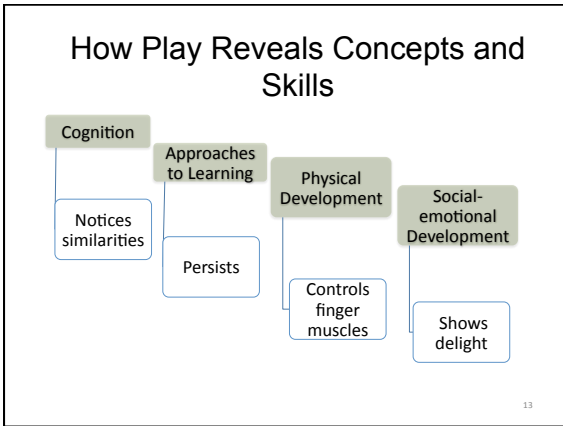 How Play Reveals Concepts and
Skills
Cognition
Notices
similarities
Approaches
to Learning
Persists
Physical
Development
Controls
finger
muscles
Social-
emotional
Development
Shows
delight
13